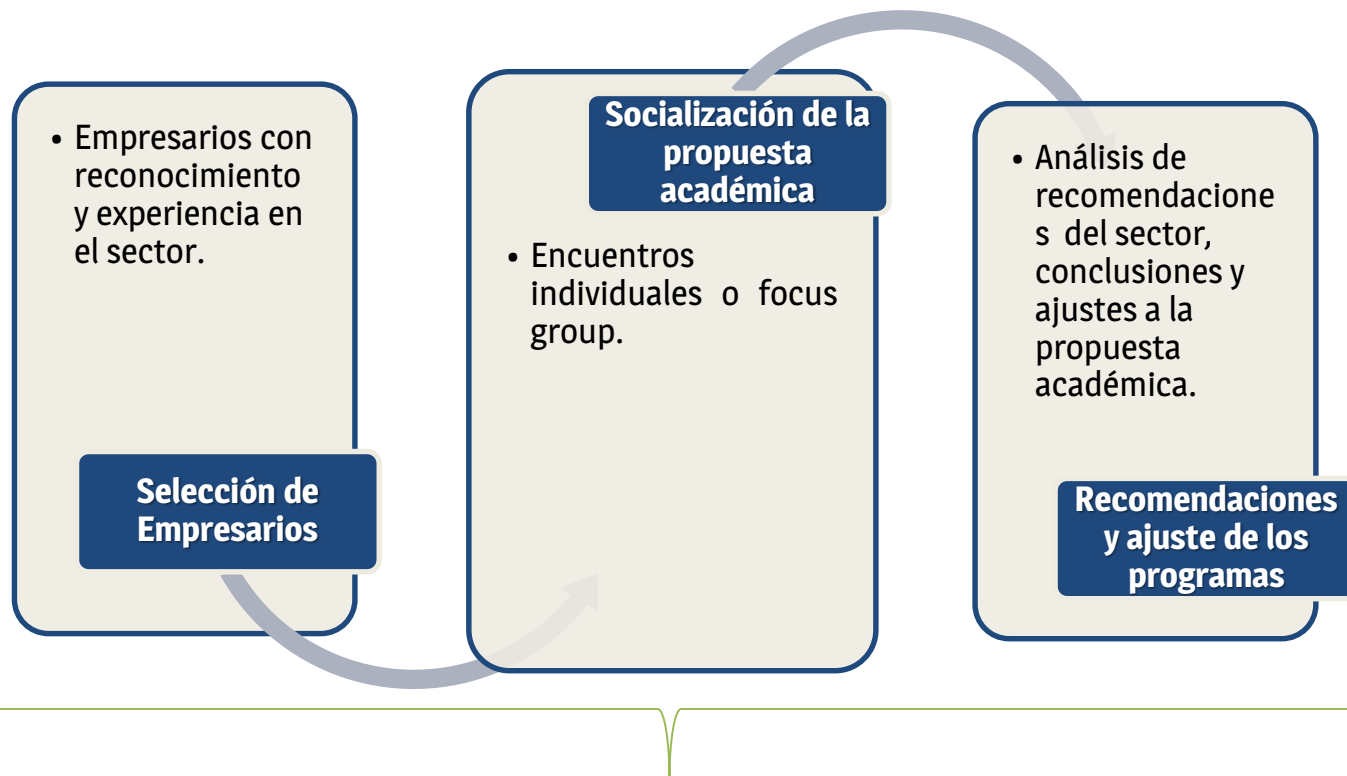 • Empresarios con
reconocimiento
y experiencia en
el sector.
Selección de
Empresarios
Socialización de la
propuesta
académica
• Encuentros
individuales o focus
group.
• Análisis de
recomendacione
s del sector,
conclusiones y
ajustes a la
propuesta
académica.
Recomendaciones
y ajuste de los
programas